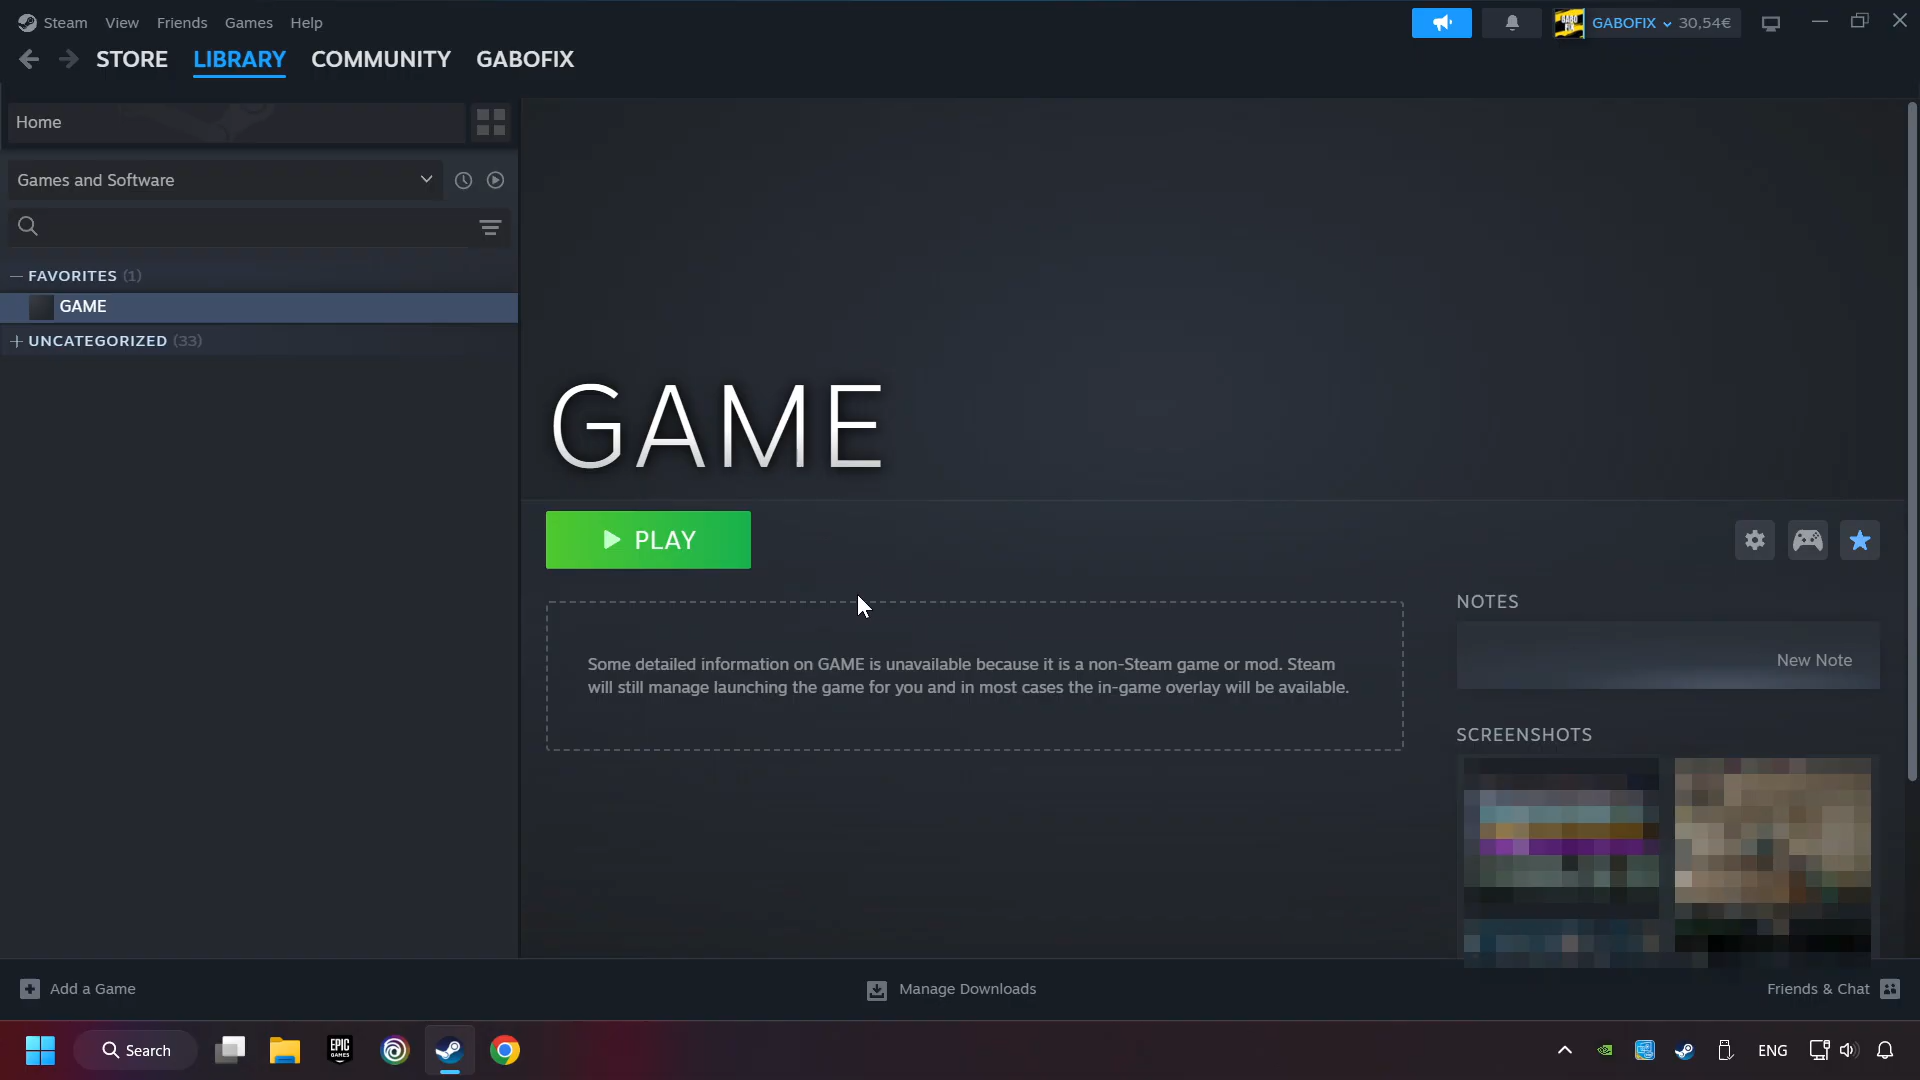 Steam View Friends Games Help
GABOFIX 30,54€
STORE LIBRARY COMMUNITY GABOFIX
Home
Games and Software
FAVORITES (1)
GAME
UNCATEGORIZED (33)
GAME
PLAY
Some detailed information on GAME is unavailable because it is a non-Steam game or mod. Steam
will still manage launching the game for you and in most cases the in-game overlay will be available.
NOTES
New Note
SCREENSHOTS
Add a Game
Manage Downloads
Friends & Chat
Search
EPIC
GAMES
ENG